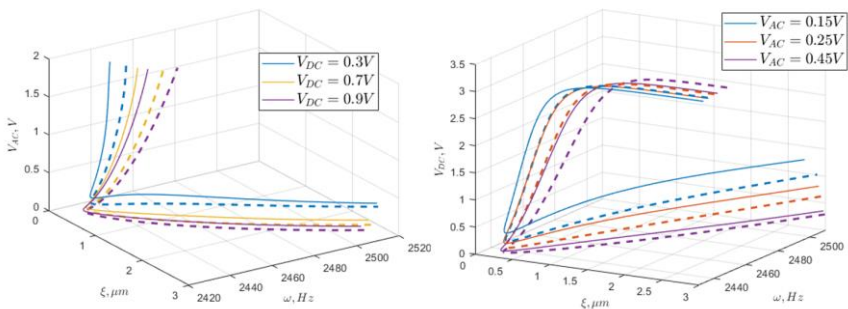 V_DC = 0.3V
V_DC = 0.7V
V_DC = 0.9V
2
1.5
1
0.5
0
V_AC, V
0
1
2
3
ξ, μm
2420
2440
2460
2480
2500
2520
ω, Hz
V_AC = 0.15V
V_AC = 0.25V
V_AC = 0.45V
3.5
3
2.5
2
1.5
1
0.5
0
V_DC, V
0
0.5
1
1.5
2
2.5
3
ξ, μm
2440
2460
2480
2500
ω, Hz